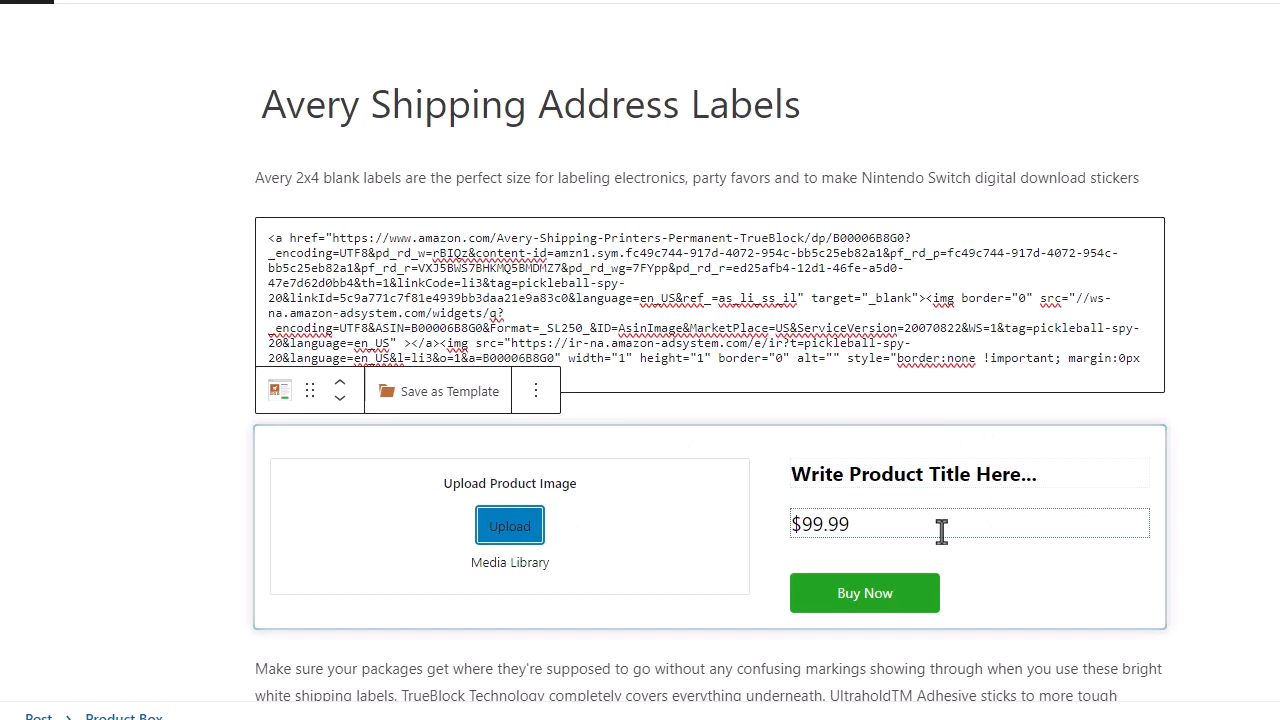 Avery Shipping Address Labels
Avery 2x4 blank labels are the perfect size for labeling electronics, party favors and to make Nintendo Switch digital download stickers
<a href="https://www.amazon.com/Avery-Shipping-Printers-Permanent-TrueBlock/dp/B00006B8G0?
_encoding=UTF8&pd_rd_w=rBIQz&content-id=amzn1.sym.fc49c744-917d-4072-954c-bb5c25eb82a1&pf_rd_p=fc49c744-917d-4072-954c-
bb5c25eb82a1&pf_rd_r=VXJ5BWS7BHKMQ5BMDMZ7&pd_rd_wg=7FYpp&pd_rd_r=ed25afb4-12d1-46fe-a5d0-
47e7d62d0bb4&th=1&linkCode=li3&tag=pickleball-spy-
20&linkId=5c9a771c7f81e4939bb3daa21e9a83c0&language=en_US&ref_=as_li_ss_il" target="_blank"><img border="0" src="//ws-
na.amazon-adsystem.com/widgets/q?
_encoding=UTF8&ASIN=B00006B8G0&Format=_SL250_&ID=AsinImage&MarketPlace=US&ServiceVersion=20070822&WS=1&tag=pickleball-spy-
20&language=en_US" ></a><img src="https://ir-na.amazon-adsystem.com/e/ir?t=pickleball-spy-
20&language=en_US&l=li3&o=1&a=B00006B8G0" width="1" height="1" border="0" alt="" style="border:none !important; margin:0px
Save as Template
Upload Product Image
Upload
Media Library
Write Product Title Here...
$99.99
Buy Now
Make sure your packages get where they're supposed to go without any confusing markings showing through when you use these bright
white shipping labels. TrueBlock Technology completely covers everything underneath. UltraholdTM Adhesive sticks to more tough
Post
Product Box